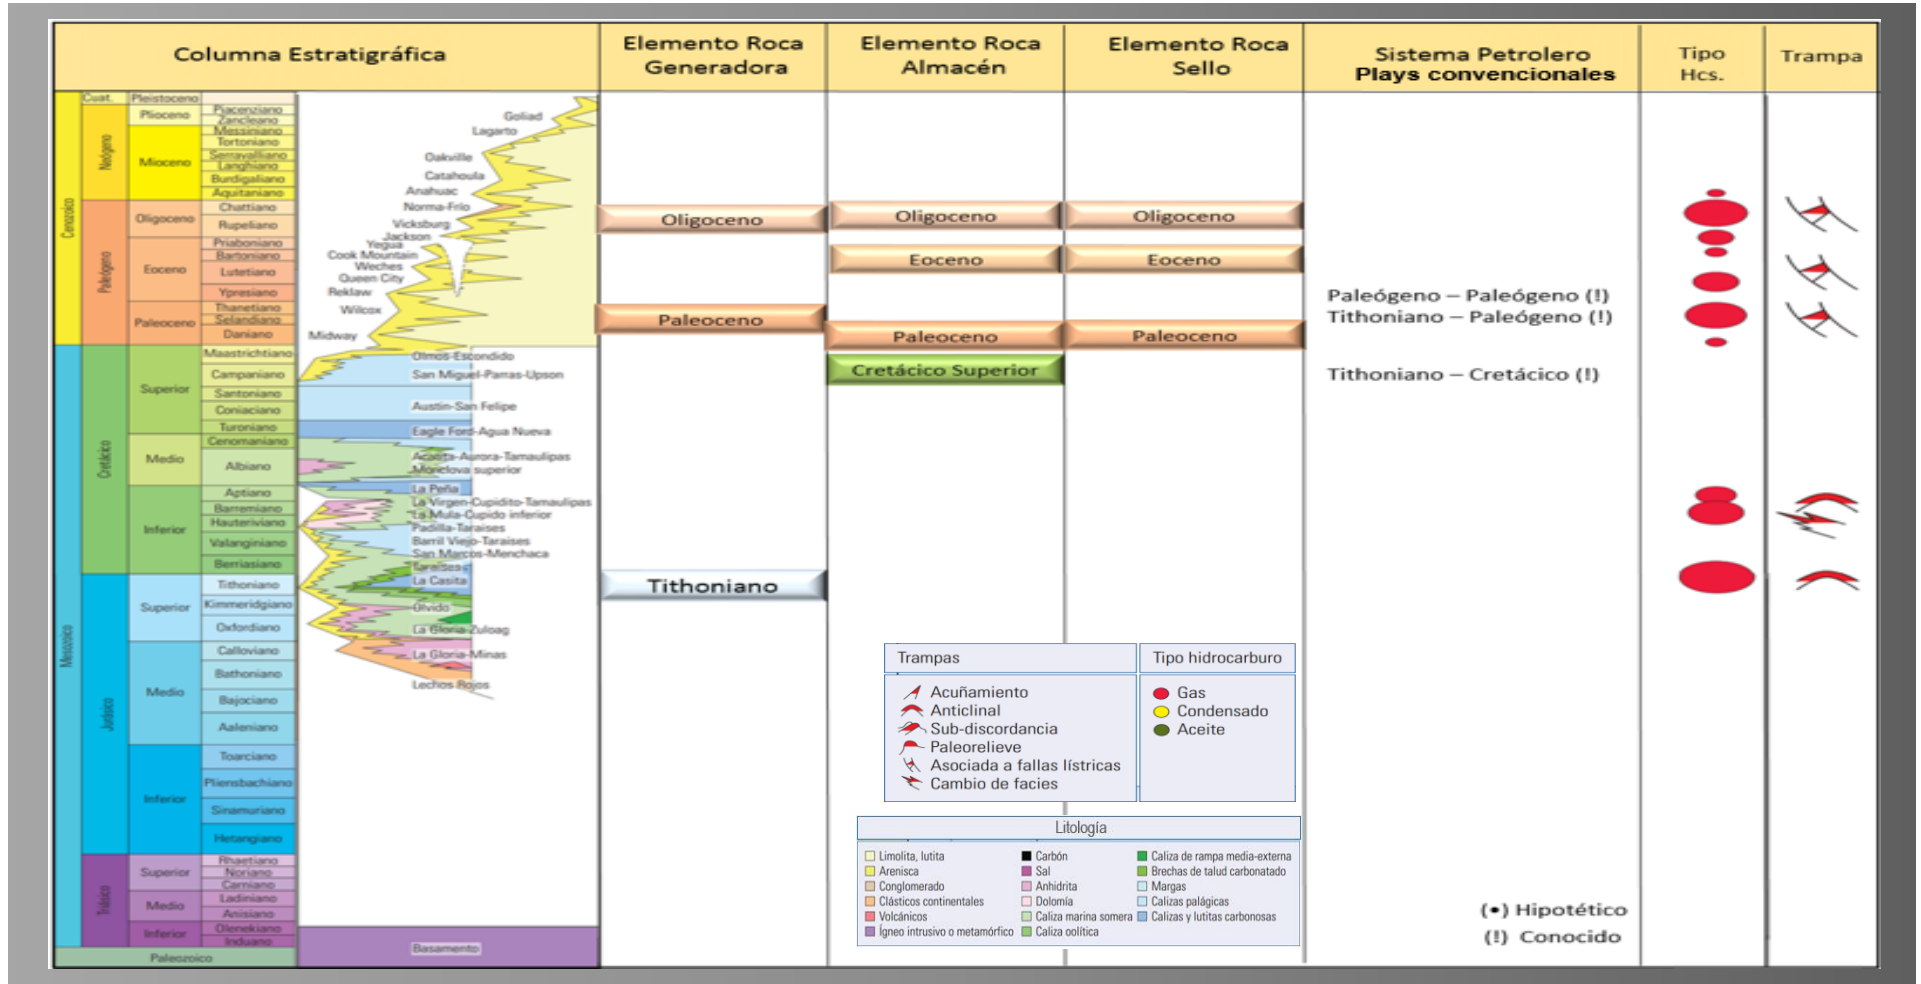 Columna Estratigráfica
Elemento Roca
Generadora
Elemento Roca
Almacén
Elemento Roca
Sello
Sistema Petrolero
Plays convencionales
Tipo
Hcs.
Trampa
Cenozoico
Cuat.
Neógeno
Paleógeno
Mesozoico
Cretácico
Jurásico
Triásico
Pleistoceno
Plioceno
Mioceno
Oligoceno
Eoceno
Paleoceno
Superior
Medio
Inferior
Superior
Medio
Inferior
Superior
Medio
Inferior
Paleozoico
Piacenziano
Zancleano
Messiniano
Tortoniano
Serravalliano
Langhiano
Burdigaliano
Aquitaniano
Chattiano
Rupeliano
Priaboniano
Bartoniano
Lutetiano
Ypresiano
Thanetiano
Selandiano
Daniano
Maastrichtiano
Campaniano
Santoniano
Coniaciano
Turoniano
Cenomaniano
Albiano
Aptiano
Barremiano
Hauteriviano
Valanginiano
Berriasiano
Tithoniano
Kimmeridgiano
Oxfordiano
Calloviano
Bathoniano
Bajociano
Aaleniano
Toarciano
Pliensbachiano
Sinamuriano
Hetangiano
Rhaetiano
Noriano
Carniano
Ladiniano
Anisiano
Olenekiano
Induano
Goliad
Lagarto
Oakville
Catahoula
Anahuac
Norma-Frío
Vicksburg
Jackson
Yegua
Cook Mountain
Weches
Queen City
Reklaw
Wilcox
Midway
Olmos-Escondido
San Miguel-Parras-Upson
Austin-San Felipe
Eagle Ford-Agua Nueva
Acatita-Aurora-Tamaulipas
Monclova superior
La Peña
La Virgen-Cupidito-Tamaulipas
La Mula-Cupido inferior
Padilla-Taraises
Barril Viejo-Taraises
San Marcos-Menchaca
Taraises
La Casita
Olvido
La Gloria-Zuloag
La Gloria-Minas
Lechos Rojos
Basamento
Oligoceno
Paleoceno
Tithoniano
Oligoceno
Eoceno
Paleoceno
Cretácico Superior
Oligoceno
Eoceno
Paleoceno
Paleógeno – Paleógeno (!)
Tithoniano – Paleógeno (!)
Tithoniano – Cretácico (!)
Trampas
Acuñamiento
Anticlinal
Sub-discordancia
Paleorelieve
Asociada a fallas lístricas
Cambio de facies
Tipo hidrocarburo
Gas
Condensado
Aceite
Litología
Limolita, lutita
Arenisca
Conglomerado
Clásticos continentales
Volcánicos
Ígneo intrusivo o metamórfico
Carbón
Sal
Anhidrita
Dolomía
Caliza marina somera
Caliza oolítica
Caliza de rampa media-externa
Brechas de talud carbonatado
Margas
Calizas palágicas
Calizas y lutitas carbonosas
(•) Hipotético
(!) Conocido